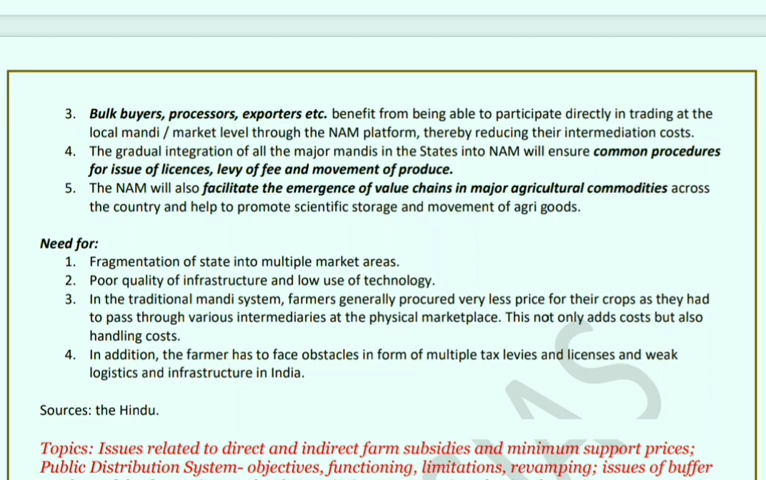 3. Bulk buyers, processors, exporters etc. benefit from being able to participate directly in trading at the
local mandi / market level through the NAM platform, thereby reducing their intermediation costs.
4. The gradual integration of all the major mandis in the States into NAM will ensure common procedures
for issue of licences, levy of fee and movement of produce.
5. The NAM will also facilitate the emergence of value chains in major agricultural commodities across
the country and help to promote scientific storage and movement of agri goods.
Need for:
1. Fragmentation of state into multiple market areas.
2. Poor quality of infrastructure and low use of technology.
3. In the traditional mandi system, farmers generally procured very less price for their crops as they had
to pass through various intermediaries at the physical marketplace. This not only adds costs but also
handling costs.
4. In addition, the farmer has to face obstacles in form of multiple tax levies and licenses and weak
logistics and infrastructure in India.
Sources: the Hindu.
Topics: Issues related to direct and indirect farm subsidies and minimum support prices;
Public Distribution System- objectives, functioning, limitations, revamping; issues of buffer